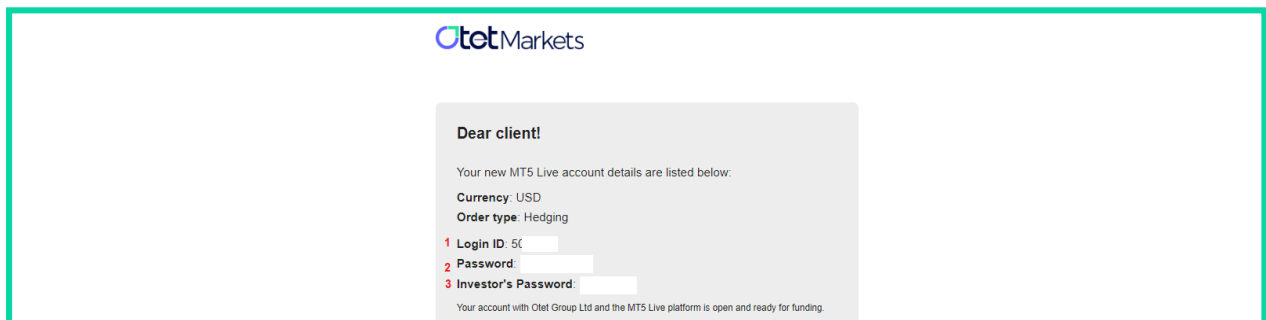 Otet Markets
Dear client!
Your new MT5 Live account details are listed below:
Currency: USD
Order type: Hedging
1 Login ID: 50
2 Password:
3 Investor's Password:
Your account with Otet Group Ltd and the MT5 Live platform is open and ready for funding.